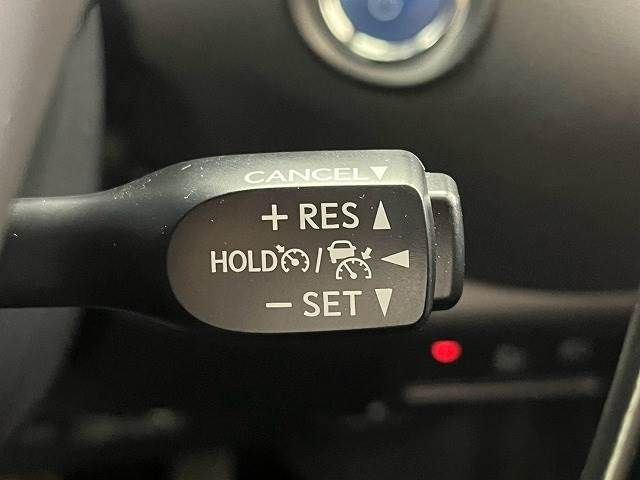 CANCEL▼
+ RES ▲
HOLD / ◀
− SET ▼